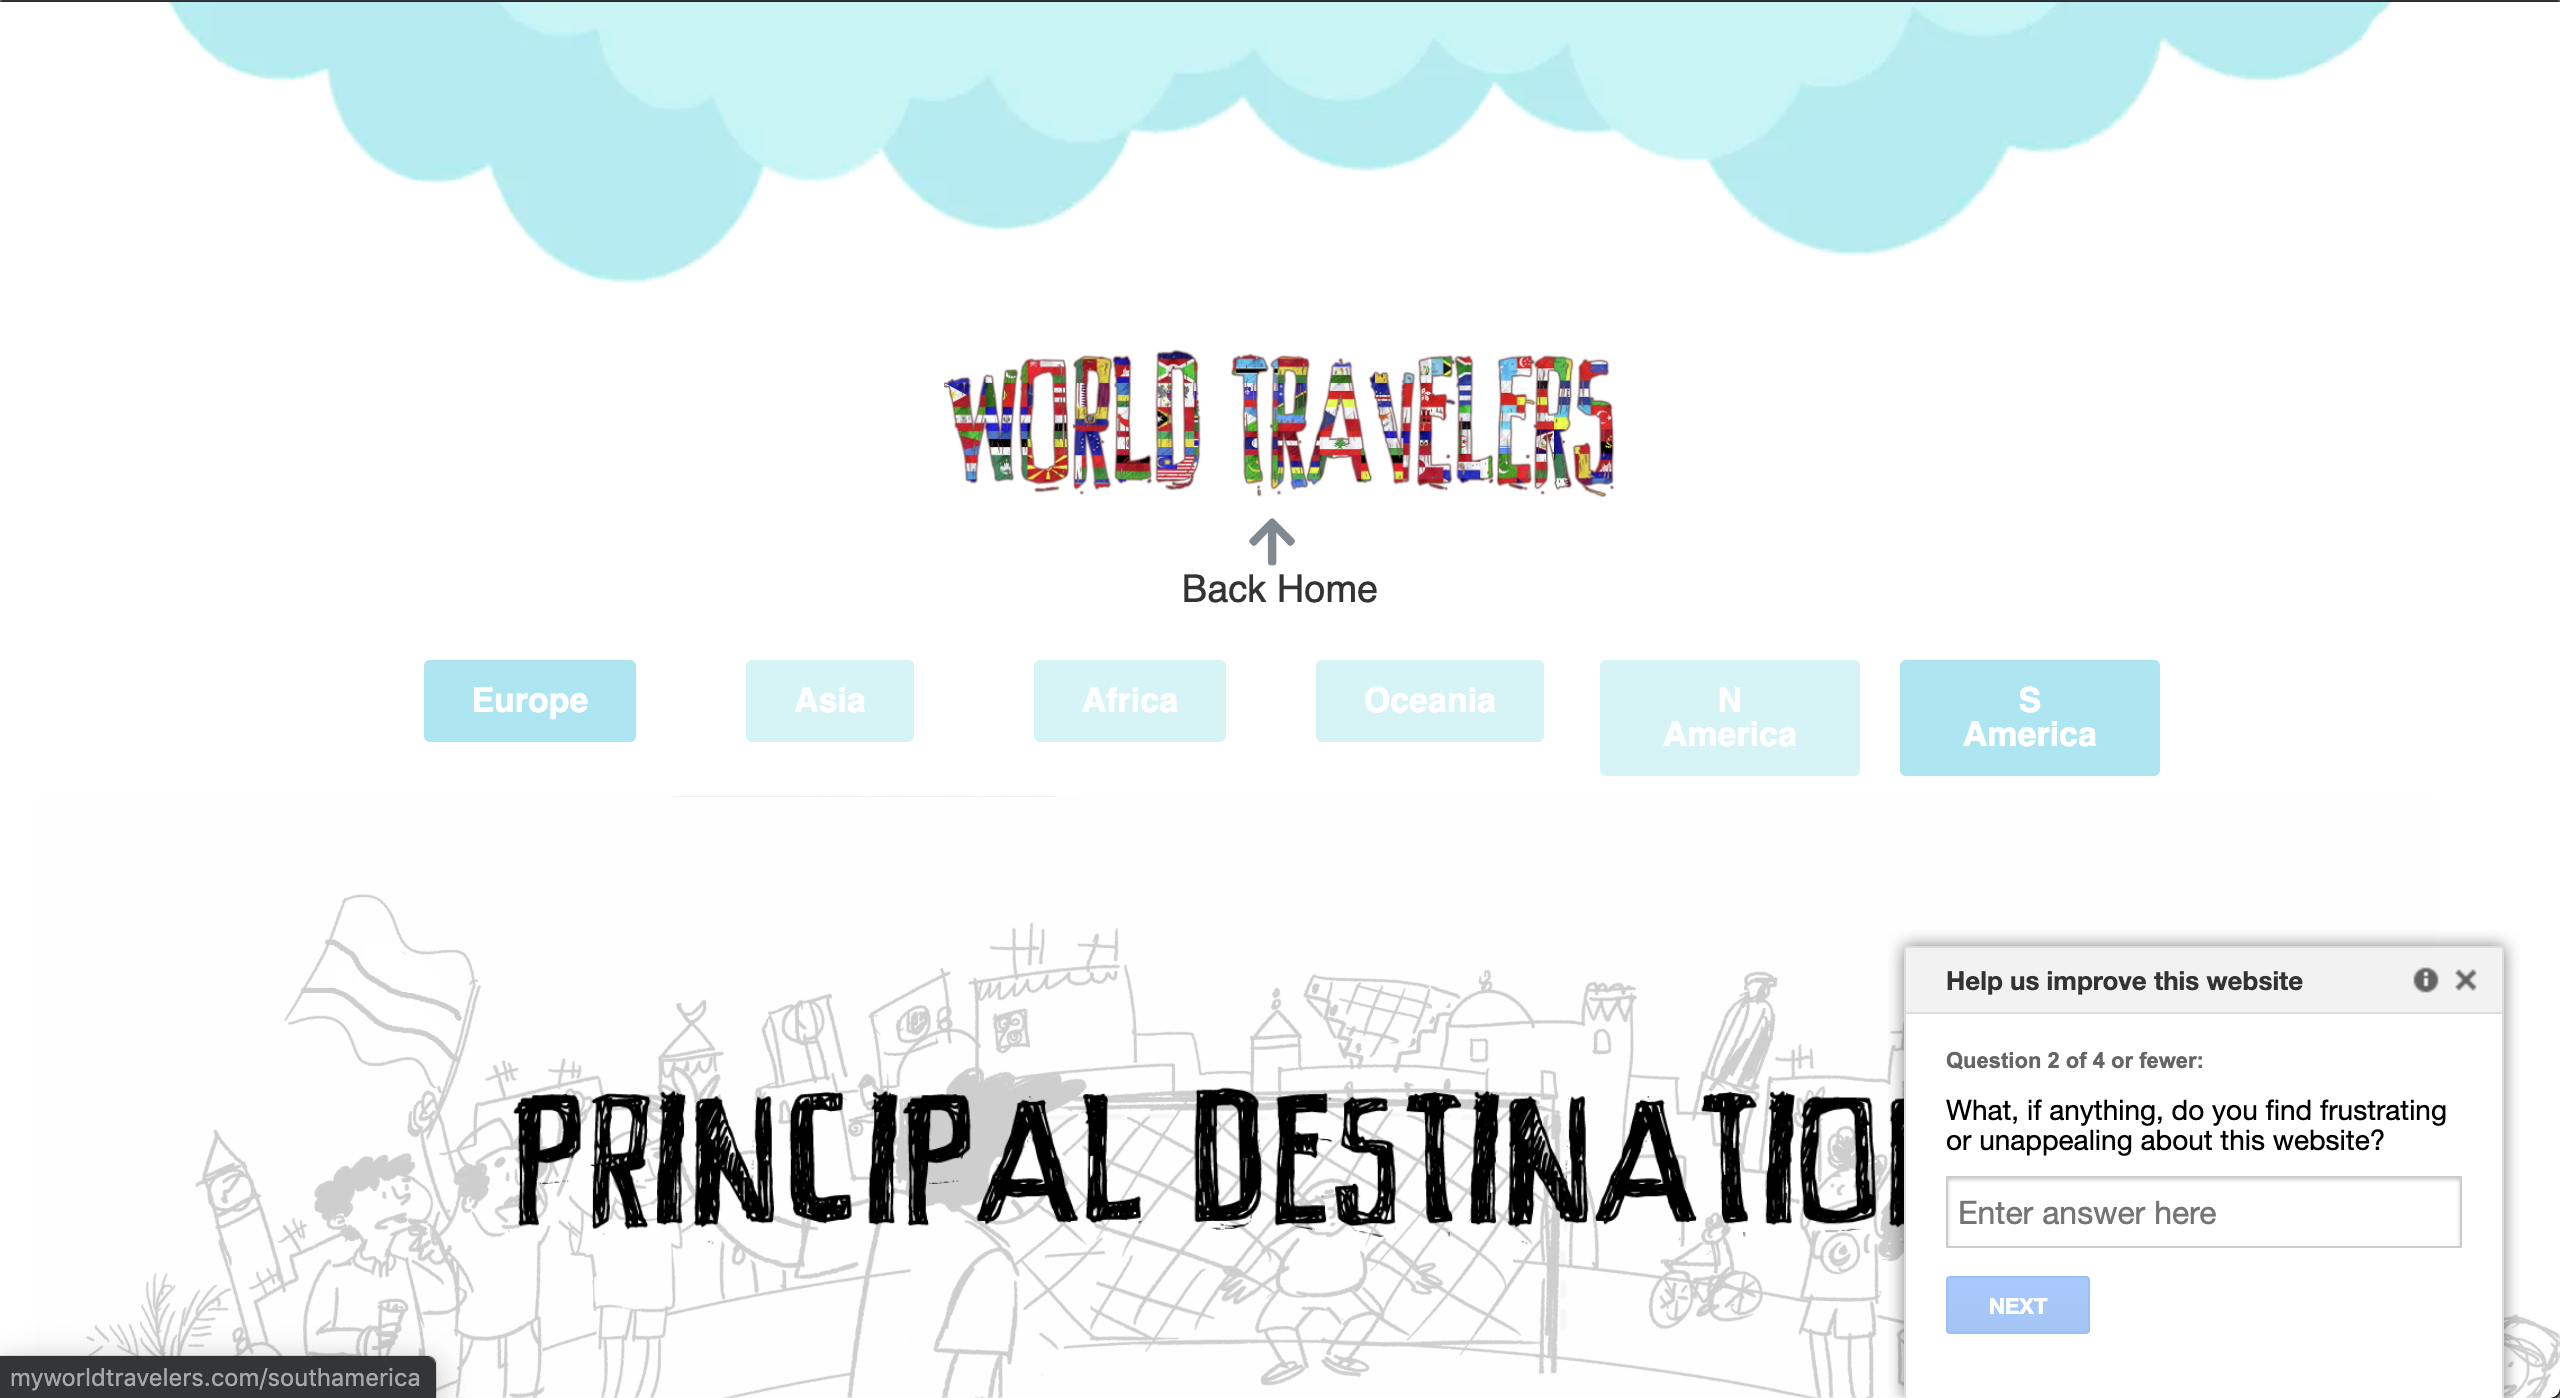 WORLD TRAVELERS
Back Home
Europe
Asia
Africa
Oceania
N
America
S
America
PRINCIPAL
Help us improve this website
Question 2 of 4 or fewer:
What, if anything, do you find frustrating
or unappealing about this website?
Enter answer here
NEXT
myworldtravelers.com/southamerica